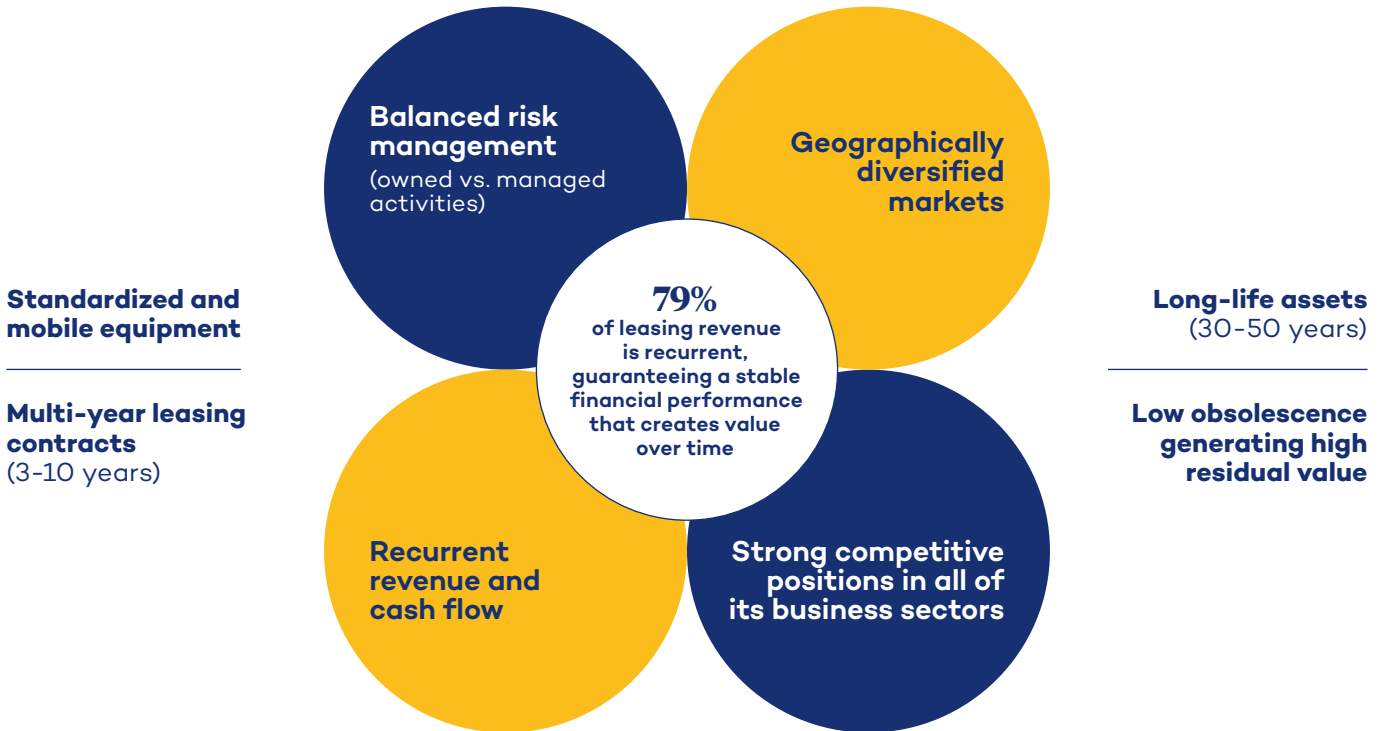 Balanced risk
management
(owned vs. managed
activities)
Geographically
diversified
markets
Standardized and
mobile equipment
Multi-year leasing
contracts
(3-10 years)
79%
of leasing revenue
is recurrent,
guaranteeing a stable
financial performance
that creates value
over time
Long-life assets
(30-50 years)
Low obsolescence
generating high
residual value
Recurrent
revenue and
cash flow
Strong competitive
positions in all of
its business sectors